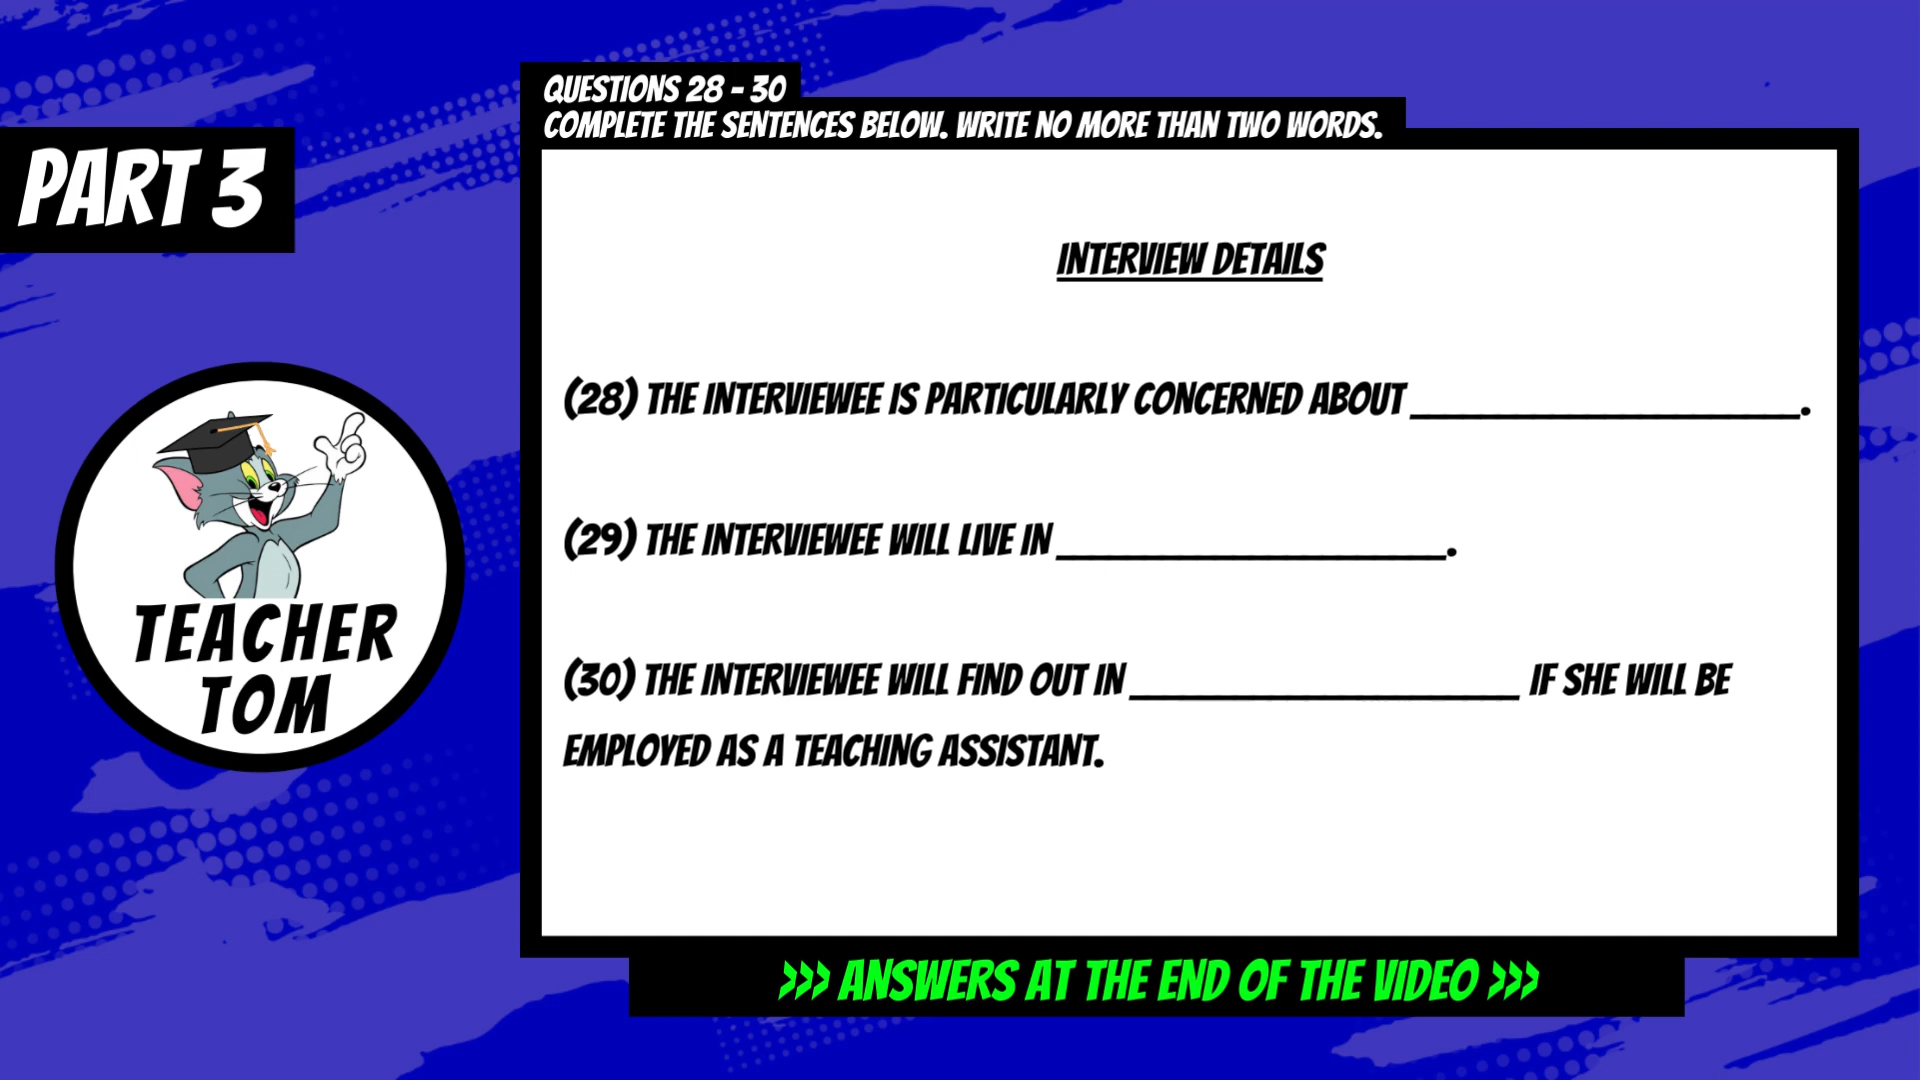 QUESTIONS 28 - 30
COMPLETE THE SENTENCES BELOW. WRITE NO MORE THAN TWO WORDS.
PART 3
INTERVIEW DETAILS
(28) THE INTERVIEWEE IS PARTICULARLY CONCERNED ABOUT ____________________.
(29) THE INTERVIEWEE WILL LIVE IN ____________________.
(30) THE INTERVIEWEE WILL FIND OUT IN ____________________ IF SHE WILL BE
EMPLOYED AS A TEACHING ASSISTANT.
TEACHER
TOM
>>> ANSWERS AT THE END OF THE VIDEO >>>